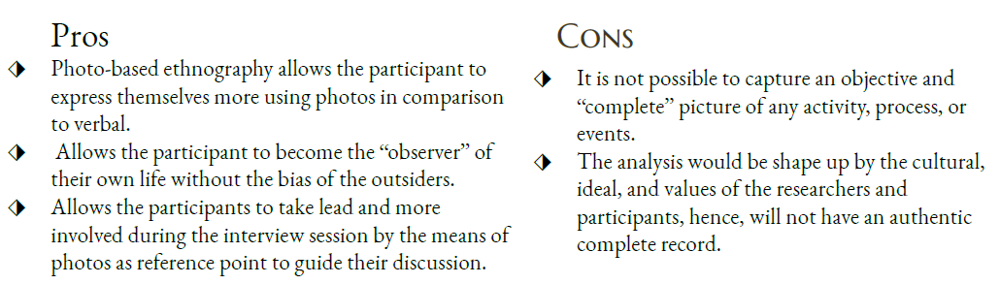 Pros
Photo-based ethnography allows the participant to
express themselves more using photos in comparison
to verbal.
Allows the participant to become the “observer” of
their own life without the bias of the outsiders.
Allows the participants to take lead and more
involved during the interview session by the means of
photos as reference point to guide their discussion.
Cons
It is not possible to capture an objective and
“complete” picture of any activity, process, or
events.
The analysis would be shape up by the cultural,
ideal, and values of the researchers and
participants, hence, will not have an authentic
complete record.